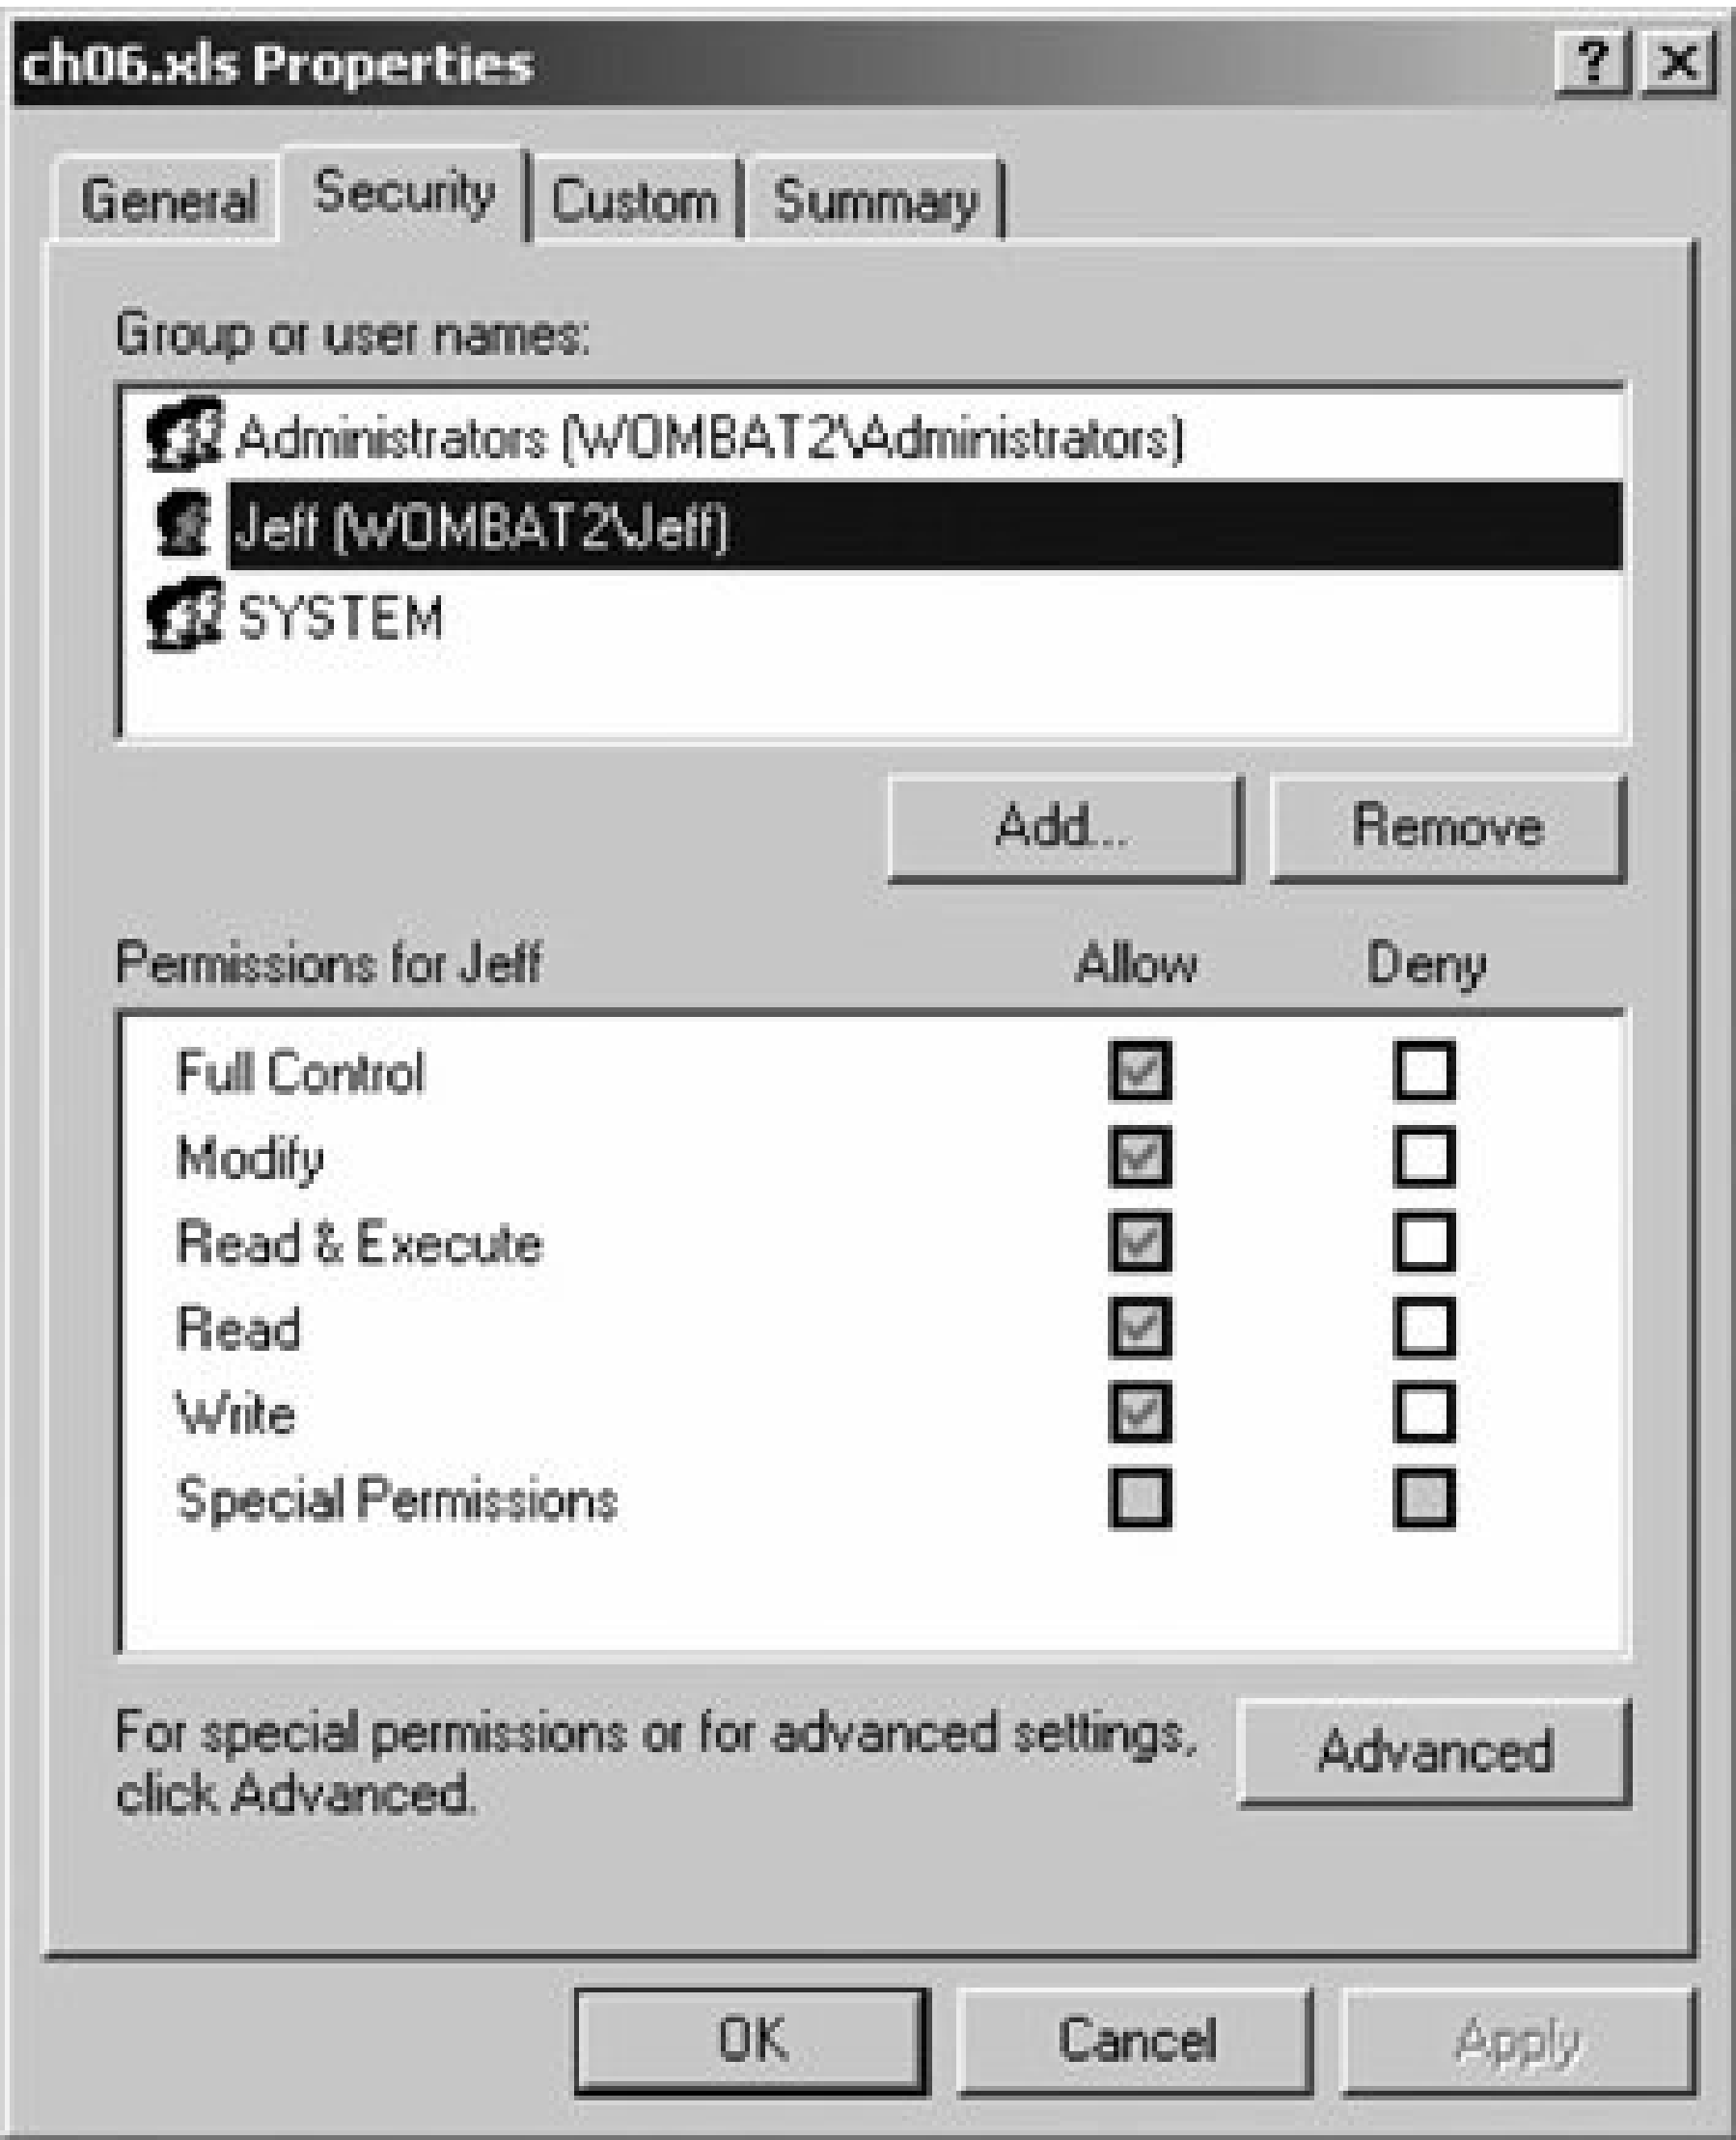 ch06.xls Properties ? X
General Security Custom Summary
Group or user names:
Administrators (WOMBAT2\Administrators)
Jeff (WOMBAT2\Jeff)
SYSTEM
Add... Remove
Permissions for Jeff Allow Deny
Full Control
Modify
Read & Execute
Read
Write
Special Permissions
For special permissions or for advanced settings,
click Advanced.
Advanced
OK Cancel Apply